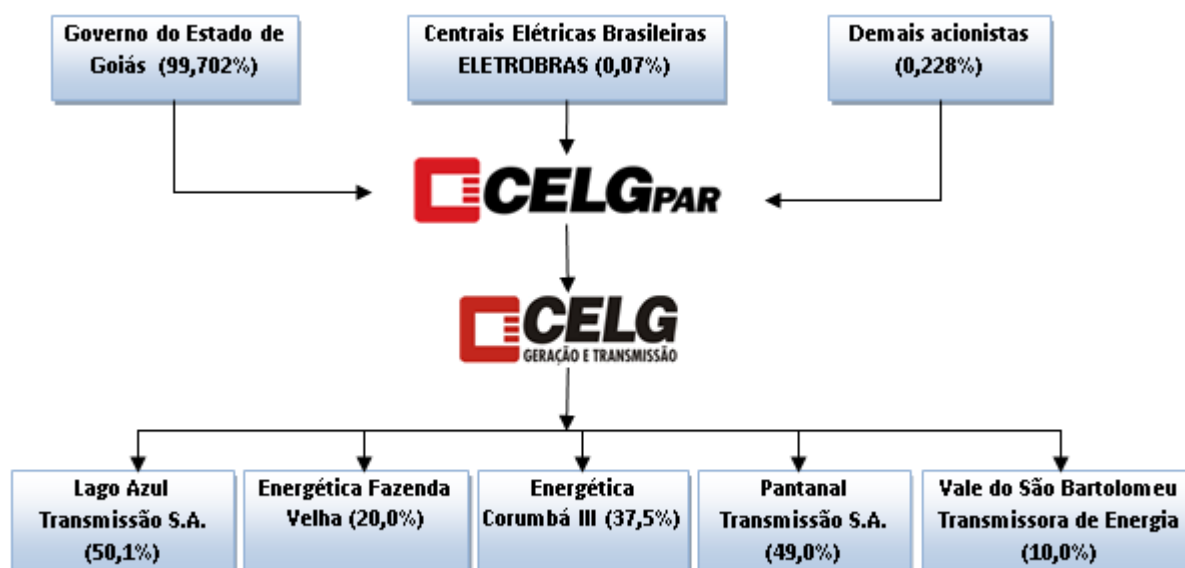 Governo do Estado de
Goiás (99,702%)
Centrais Elétricas Brasileiras
ELETROBRAS (0,07%)
Demais acionistas
(0,228%)
CELGPAR
CELG
GERAÇÃO E TRANSMISSÃO
Lago Azul
Transmissão S.A.
(50,1%)
Energética Fazenda
Velha (20,0%)
Energética
Corumbá III (37,5%)
Pantanal
Transmissão S.A.
(49,0%)
Vale do São Bartolomeu
Transmissora de Energia
(10,0%)